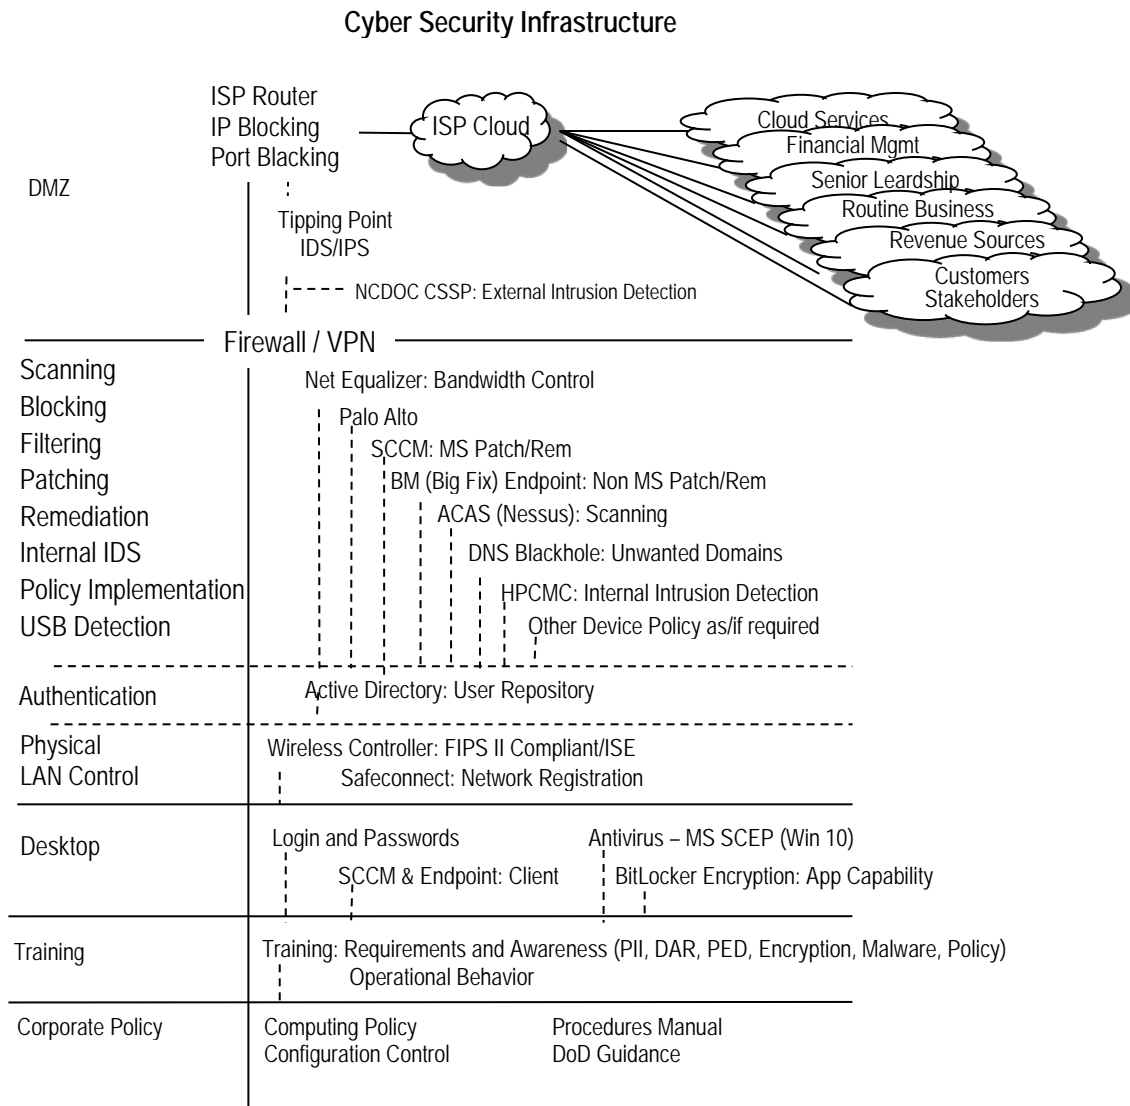 Cyber Security Infrastructure
ISP Router
IP Blocking
Port Blacking
ISP Cloud
Cloud Services
Financial Mgmt
Senior Leardship
Routine Business
Revenue Sources
Customers
Stakeholders
DMZ
Tipping Point
IDS/IPS
NCDOC CSSP: External Intrusion Detection
Firewall / VPN
Scanning
Blocking
Filtering
Patching
Remediation
Internal IDS
Policy Implementation
USB Detection
Net Equalizer: Bandwidth Control
Palo Alto
SCCM: MS Patch/Rem
BM (Big Fix) Endpoint: Non MS Patch/Rem
ACAS (Nessus): Scanning
DNS Blackhole: Unwanted Domains
HPCMC: Internal Intrusion Detection
Other Device Policy as/if required
Authentication
Active Directory: User Repository
Physical
LAN Control
Wireless Controller: FIPS II Compliant/ISE
Safeconnect: Network Registration
Desktop
Login and Passwords
Antivirus – MS SCEP (Win 10)
SCCM & Endpoint: Client
BitLocker Encryption: App Capability
Training
Training: Requirements and Awareness (PII, DAR, PED, Encryption, Malware, Policy)
Operational Behavior
Corporate Policy
Computing Policy
Configuration Control
Procedures Manual
DoD Guidance